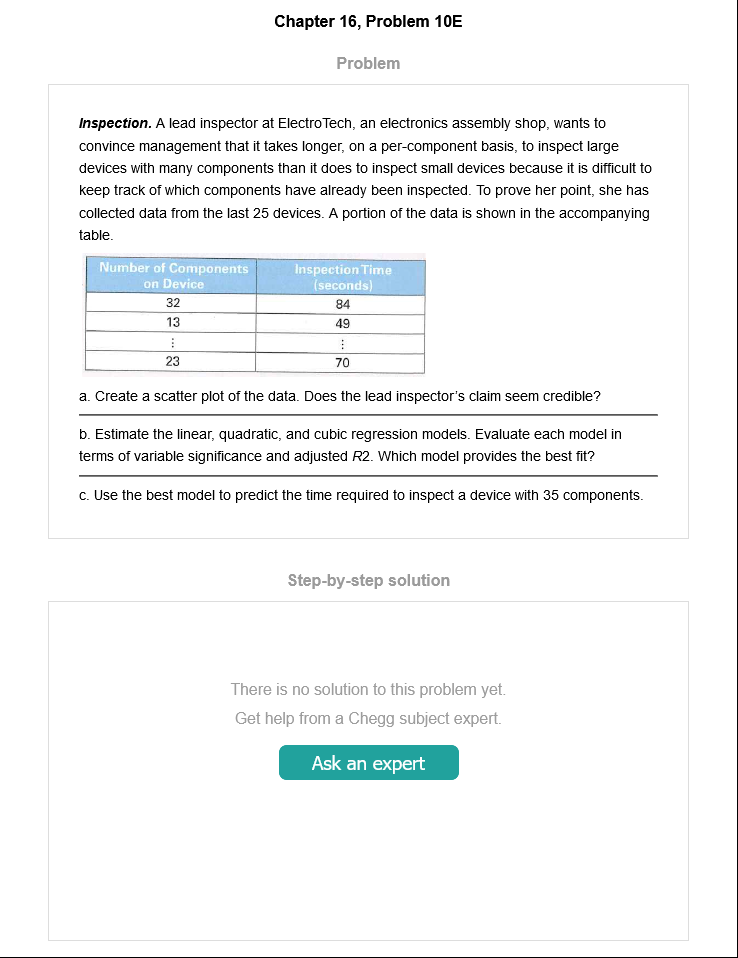 Chapter 16, Problem 10E
Problem
Inspection. A lead inspector at ElectroTech, an electronics assembly shop, wants to
convince management that it takes longer, on a per-component basis, to inspect large
devices with many components than it does to inspect small devices because it is difficult to
keep track of which components have already been inspected. To prove her point, she has
collected data from the last 25 devices. A portion of the data is shown in the accompanying
table.
Number of Components Inspection Time
on Device (seconds)
32 84
13 49
⋮ ⋮
23 70
a. Create a scatter plot of the data. Does the lead inspector's claim seem credible?
b. Estimate the linear, quadratic, and cubic regression models. Evaluate each model in
terms of variable significance and adjusted R2. Which model provides the best fit?
c. Use the best model to predict the time required to inspect a device with 35 components.
Step-by-step solution
There is no solution to this problem yet.
Get help from a Chegg subject expert.
Ask an expert